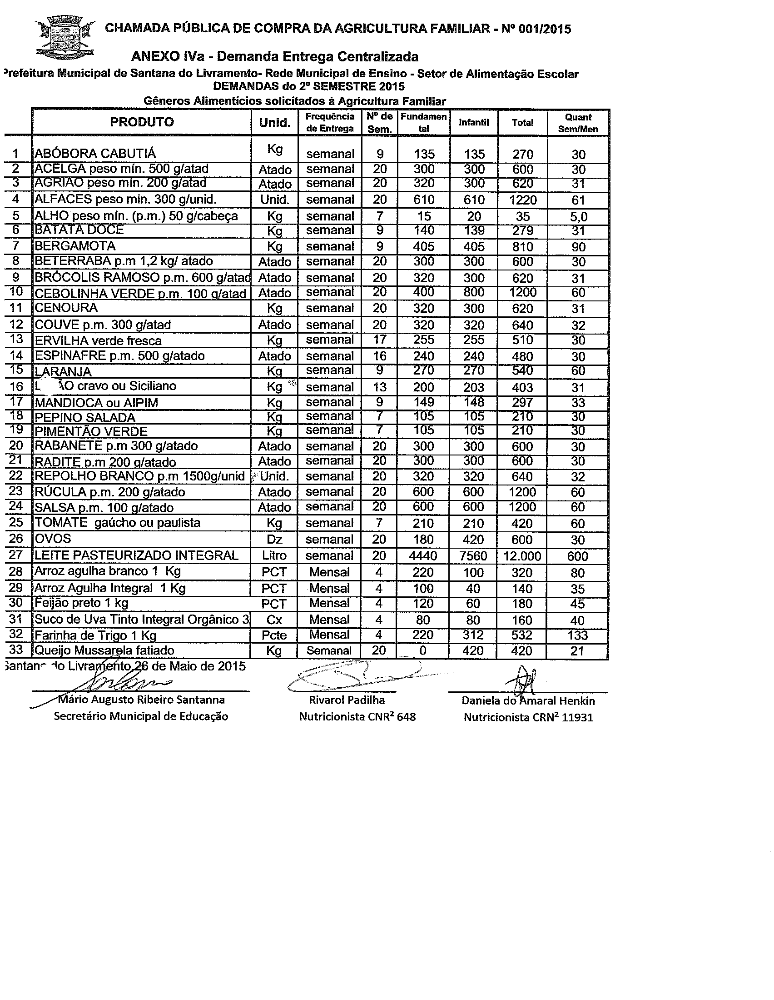 CHAMADA PÚBLICA DE COMPRA DA AGRICULTURA FAMILIAR - Nº 001/2015
ANEXO IVa - Demanda Entrega Centralizada
Prefeitura Municipal de Santana do Livramento- Rede Municipal de Ensino - Setor de Alimentação Escolar
DEMANDAS do 2º SEMESTRE 2015
Gêneros Alimentícios solicitados à Agricultura Familiar
PRODUTO Unid. Frequência de Entrega Nº de Sem. Fundamen tal Infantil Total Quant Sem/Men
1 ABÓBORA CABUTIÁ Kg semanal 9 135 135 270 30
2 ACELGA peso mín. 500 g/atad Atado semanal 20 300 300 600 30
3 AGRIAO peso mín. 200 g/atad Atado semanal 20 320 300 620 31
4 ALFACES peso min. 300 g/unid. Unid. semanal 20 610 610 1220 61
5 ALHO peso mín. (p.m.) 50 g/cabeça Kg semanal 7 15 20 35 5,0
6 BATATA DOCE Kg semanal 9 140 139 279 31
7 BERGAMOTA Kg semanal 9 405 405 810 90
8 BETERRABA p.m 1,2 kg/ atado Atado semanal 20 300 300 600 30
9 BRÓCOLIS RAMOSO p.m. 600 g/atad Atado semanal 20 320 300 620 31
10 CEBOLINHA VERDE p.m. 100 g/atad Atado semanal 20 400 800 1200 60
11 CENOURA Kg semanal 20 320 300 620 31
12 COUVE p.m. 300 g/atad Atado semanal 20 320 320 640 32
13 ERVILHA verde fresca Kg semanal 17 255 255 510 30
14 ESPINAFRE p.m. 500 g/atado Atado semanal 16 240 240 480 30
15 LARANJA Kg semanal 9 270 270 540 60
16 L ÃO cravo ou Siciliano Kg semanal 13 200 203 403 31
17 MANDIOCA ou AIPIM Kg semanal 9 149 148 297 33
18 PEPINO SALADA Kg semanal 7 105 105 210 30
19 PIMENTÃO VERDE Kg semanal 7 105 105 210 30
20 RABANETE p.m 300 g/atado Atado semanal 20 300 300 600 30
21 RADITE p.m 200 g/atado Atado semanal 20 300 300 600 30
22 REPOLHO BRANCO p.m 1500g/unid Unid. semanal 20 320 320 640 32
23 RÚCULA p.m. 200 g/atado Atado semanal 20 600 600 1200 60
24 SALSA p.m. 100 g/atado Atado semanal 20 600 600 1200 60
25 TOMATE gaúcho ou paulista Kg semanal 7 210 210 420 60
26 OVOS Dz semanal 20 180 420 600 30
27 LEITE PASTEURIZADO INTEGRAL Litro semanal 20 4440 7560 12.000 600
28 Arroz agulha branco 1 Kg PCT Mensal 4 220 100 320 80
29 Arroz Agulha Integral 1 Kg PCT Mensal 4 100 40 140 35
30 Feijão preto 1 kg PCT Mensal 4 120 60 180 45
31 Suco de Uva Tinto Integral Orgânico 3 Cx Mensal 4 80 80 160 40
32 Farinha de Trigo 1 Kg Pcte Mensal 4 220 312 532 133
33 Queijo Mussarela fatiado Kg Semanal 20 0 420 420 21
Santan do Livramento,26 de Maio de 2015
Mário Augusto Ribeiro Santanna Rivarol Padilha Daniela do Amaral Henkin
Secretário Municipal de Educação Nutricionista CNR² 648 Nutricionista CRN² 11931